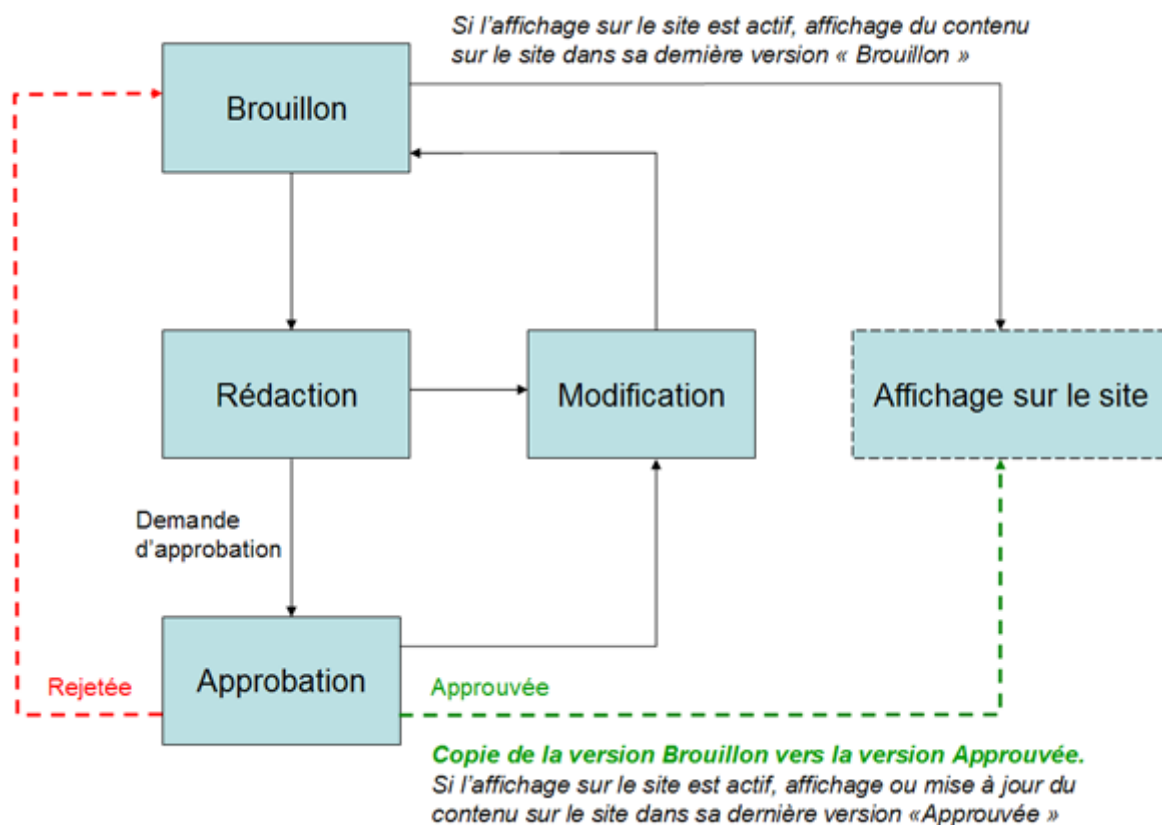 Si l’affichage sur le site est actif, affichage du contenu
sur le site dans sa dernière version « Brouillon »
Brouillon
Rédaction
Modification
Affichage sur le site
Demande
d’approbation
Approbation
Rejetée
Approuvée
Copie de la version Brouillon vers la version Approuvée.
Si l’affichage sur le site est actif, affichage ou mise à jour du
contenu sur le site dans sa dernière version «Approuvée »